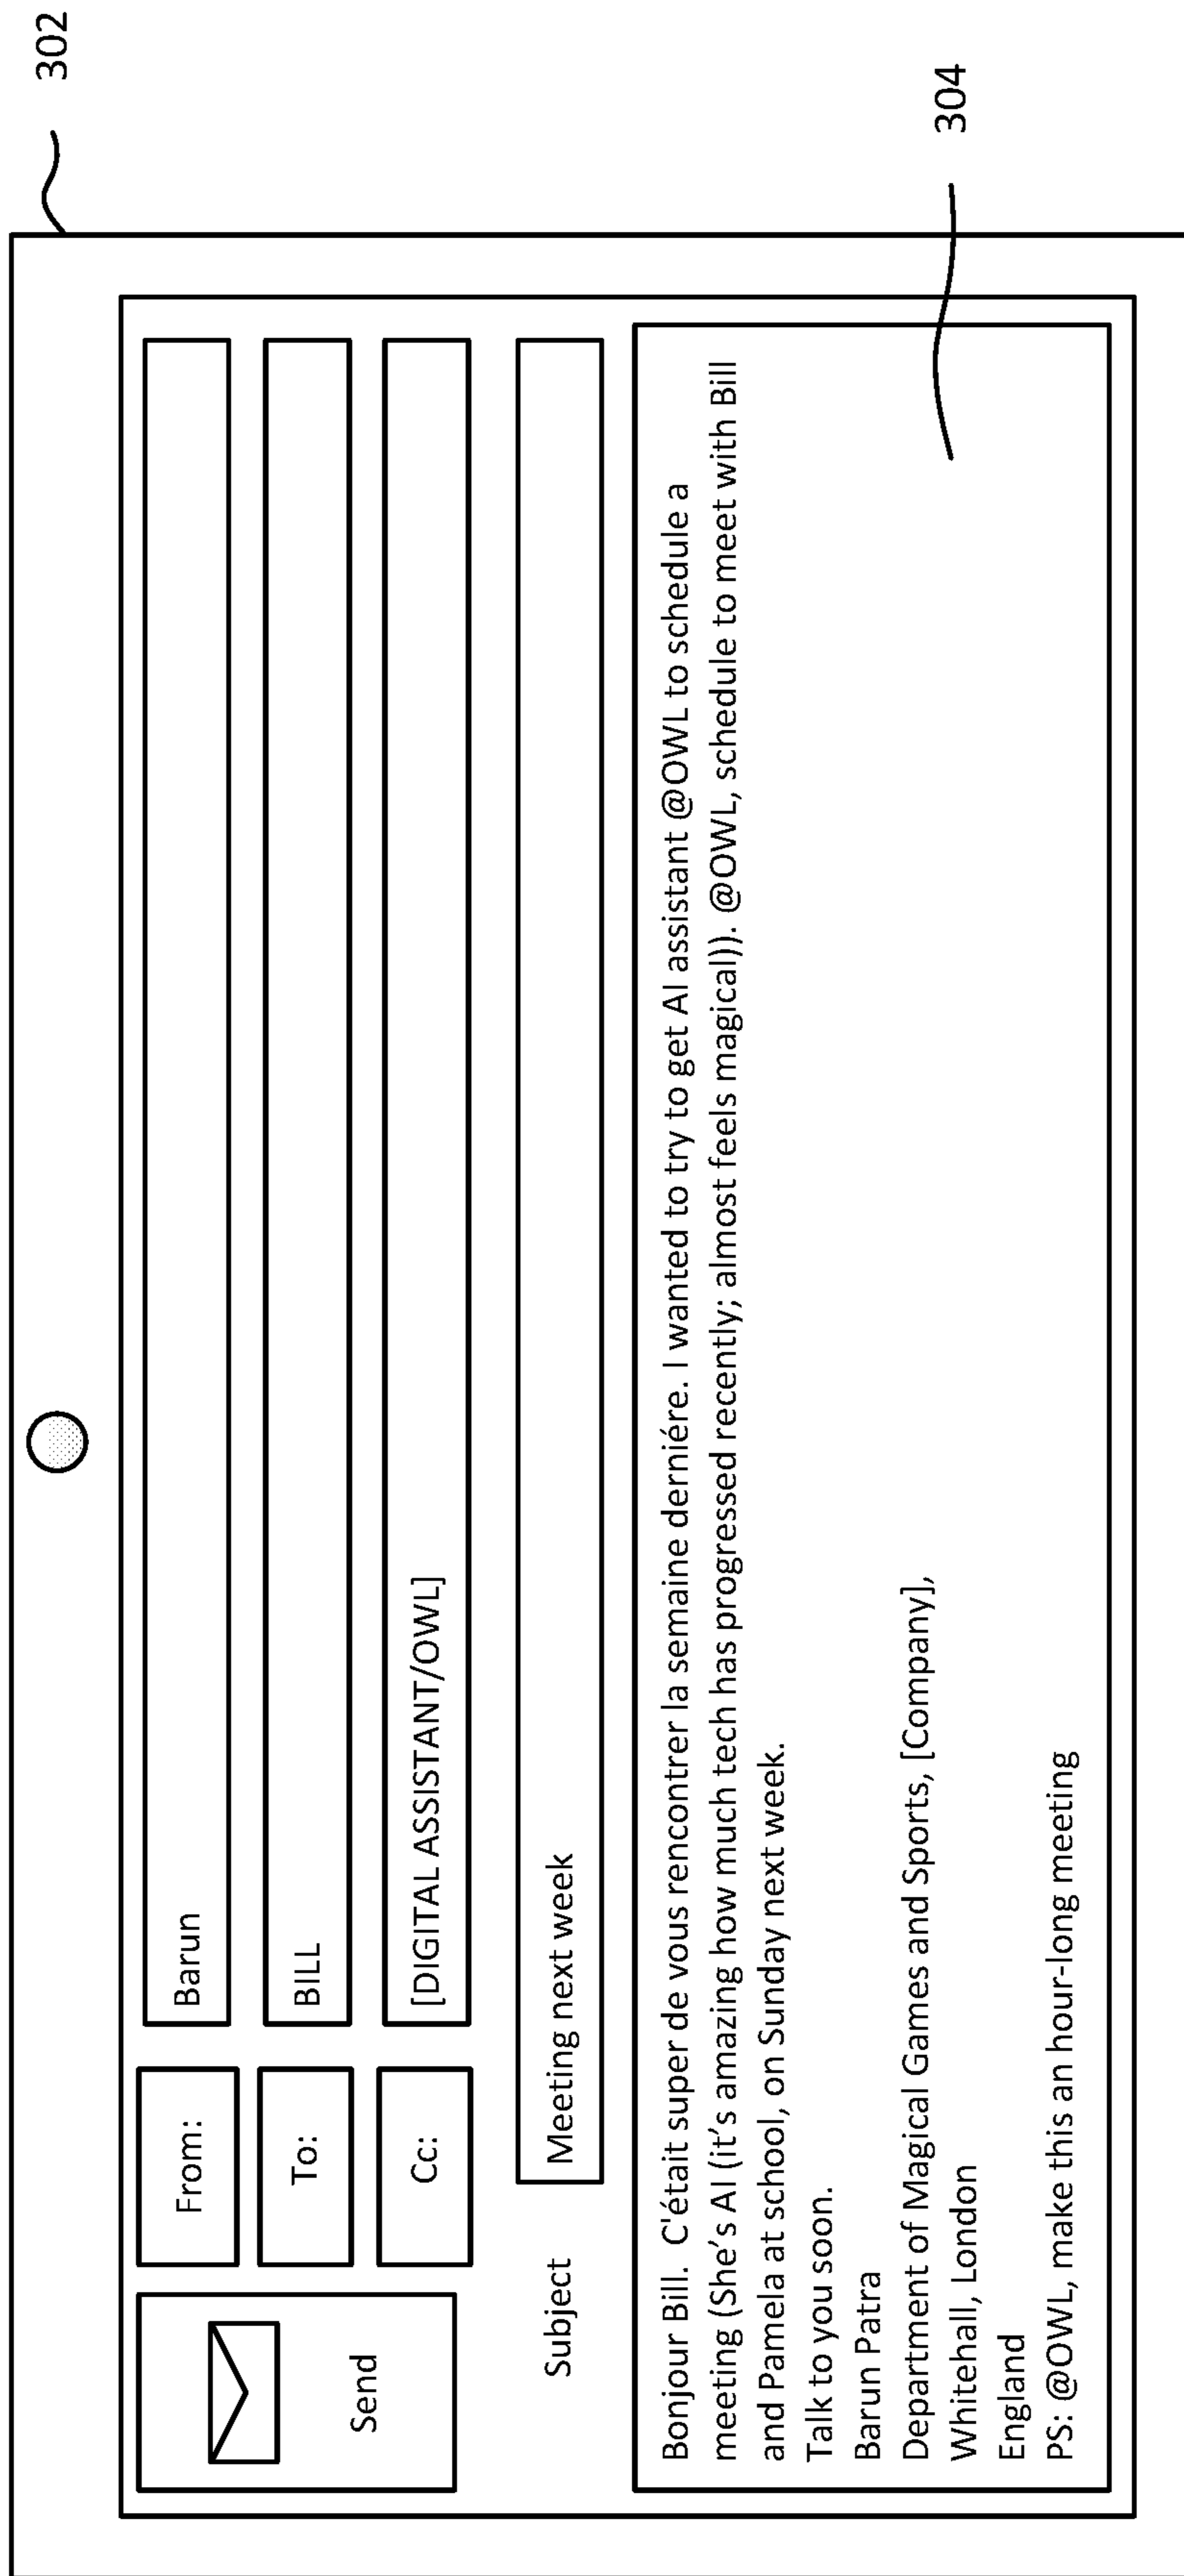 302
Send
From:
Barun
To:
BILL
Cc:
[DIGITAL ASSISTANT/OWL]
Subject
Meeting next week
Bonjour Bill.  C'était super de vous rencontrer la semaine derniére. I wanted to try to get AI assistant @OWL to schedule a
meeting (She’s AI (it’s amazing how much tech has progressed recently; almost feels magical)). @OWL, schedule to meet with Bill
and Pamela at school, on Sunday next week.
Talk to you soon.
Barun Patra
Department of Magical Games and Sports, [Company],
Whitehall, London
England
PS: @OWL, make this an hour-long meeting
304